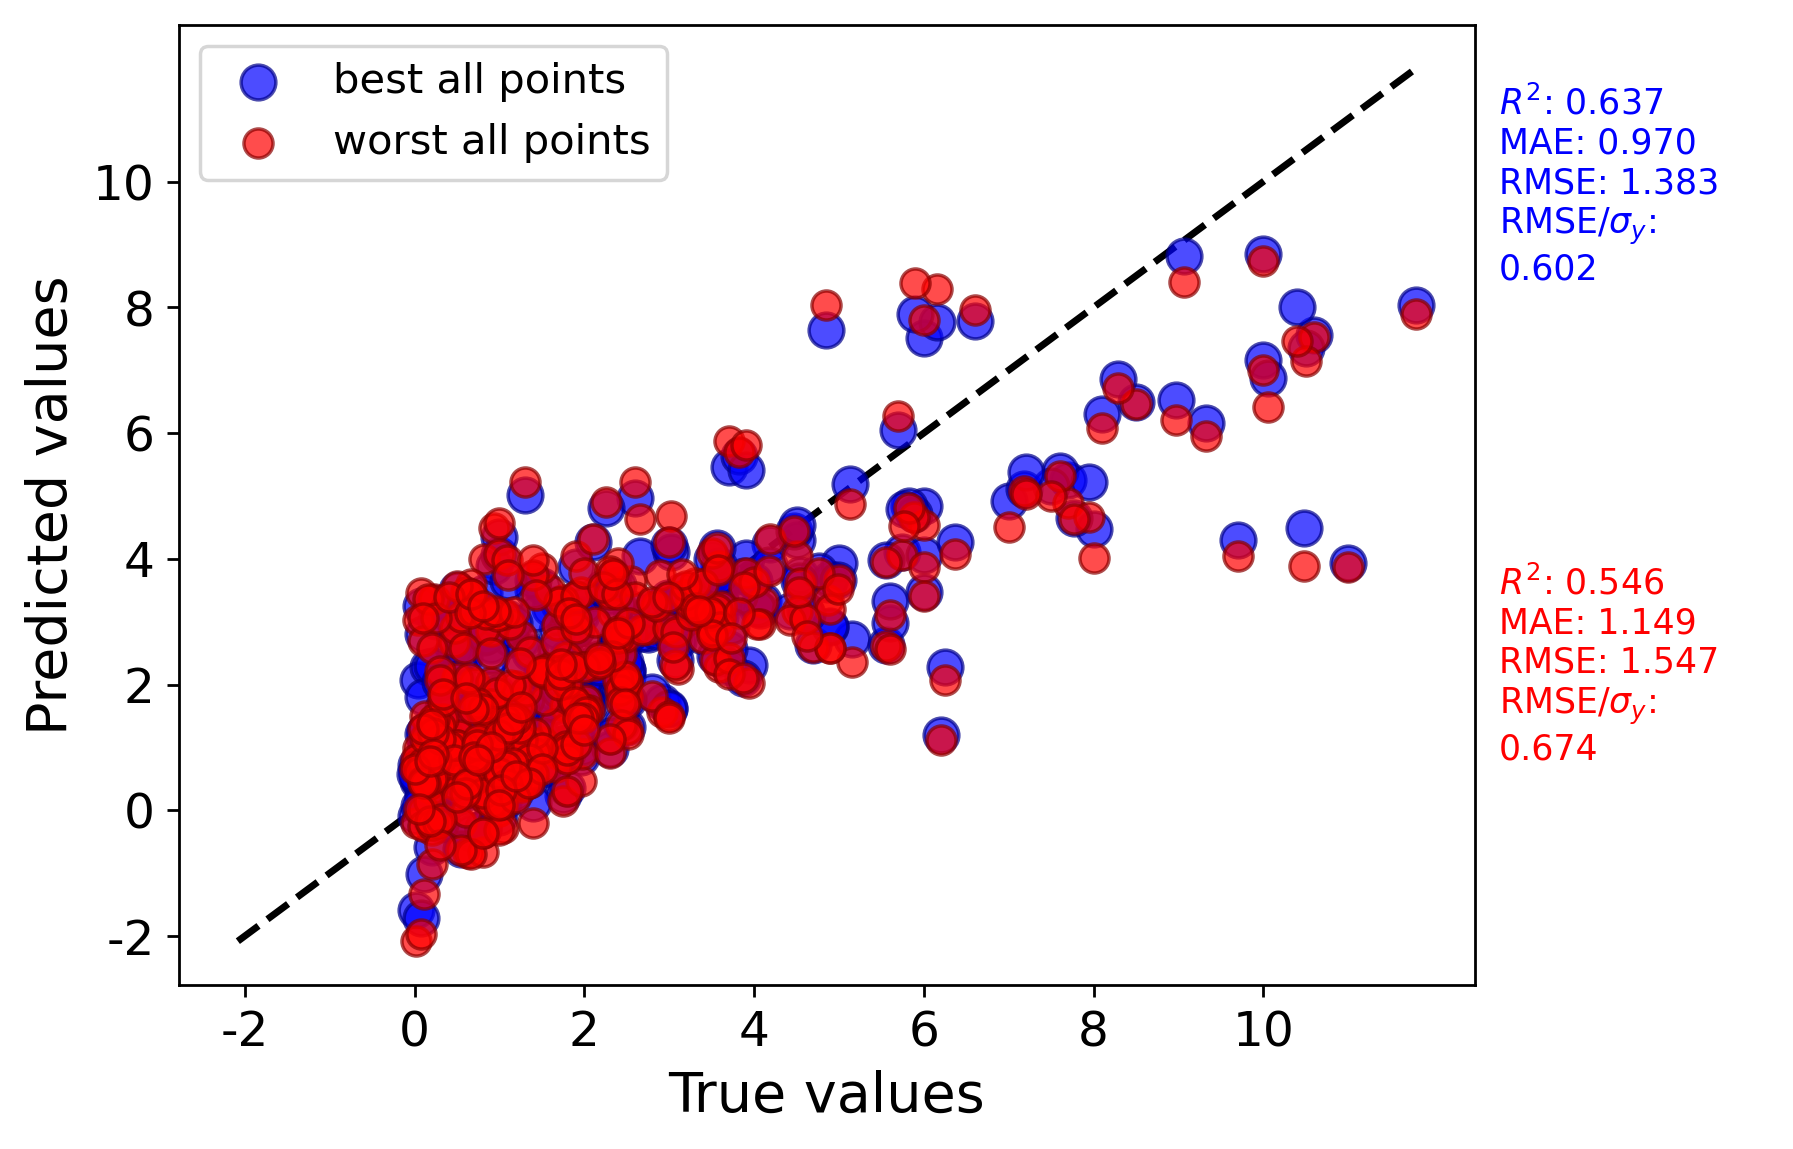 best all points
worst all points
R²: 0.637
MAE: 0.970
RMSE: 1.383
RMSE/σ_y:
0.602
R²: 0.546
MAE: 1.149
RMSE: 1.547
RMSE/σ_y:
0.674
Predicted values
10
8
6
4
2
0
-2
-2 0 2 4 6 8 10
True values